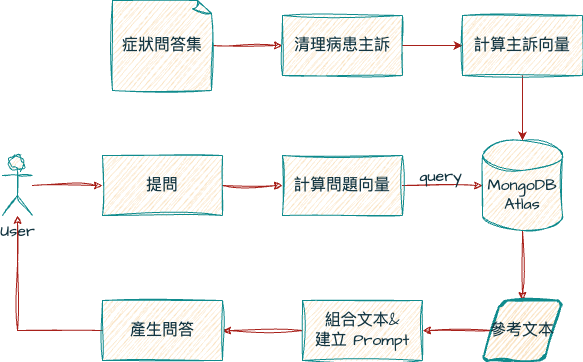 症狀問答集
清理病患主訴
計算主訴向量
User
提問
計算問題向量
query
MongoDB
Atlas
產生問答
組合文本&
建立 Prompt
參考文本